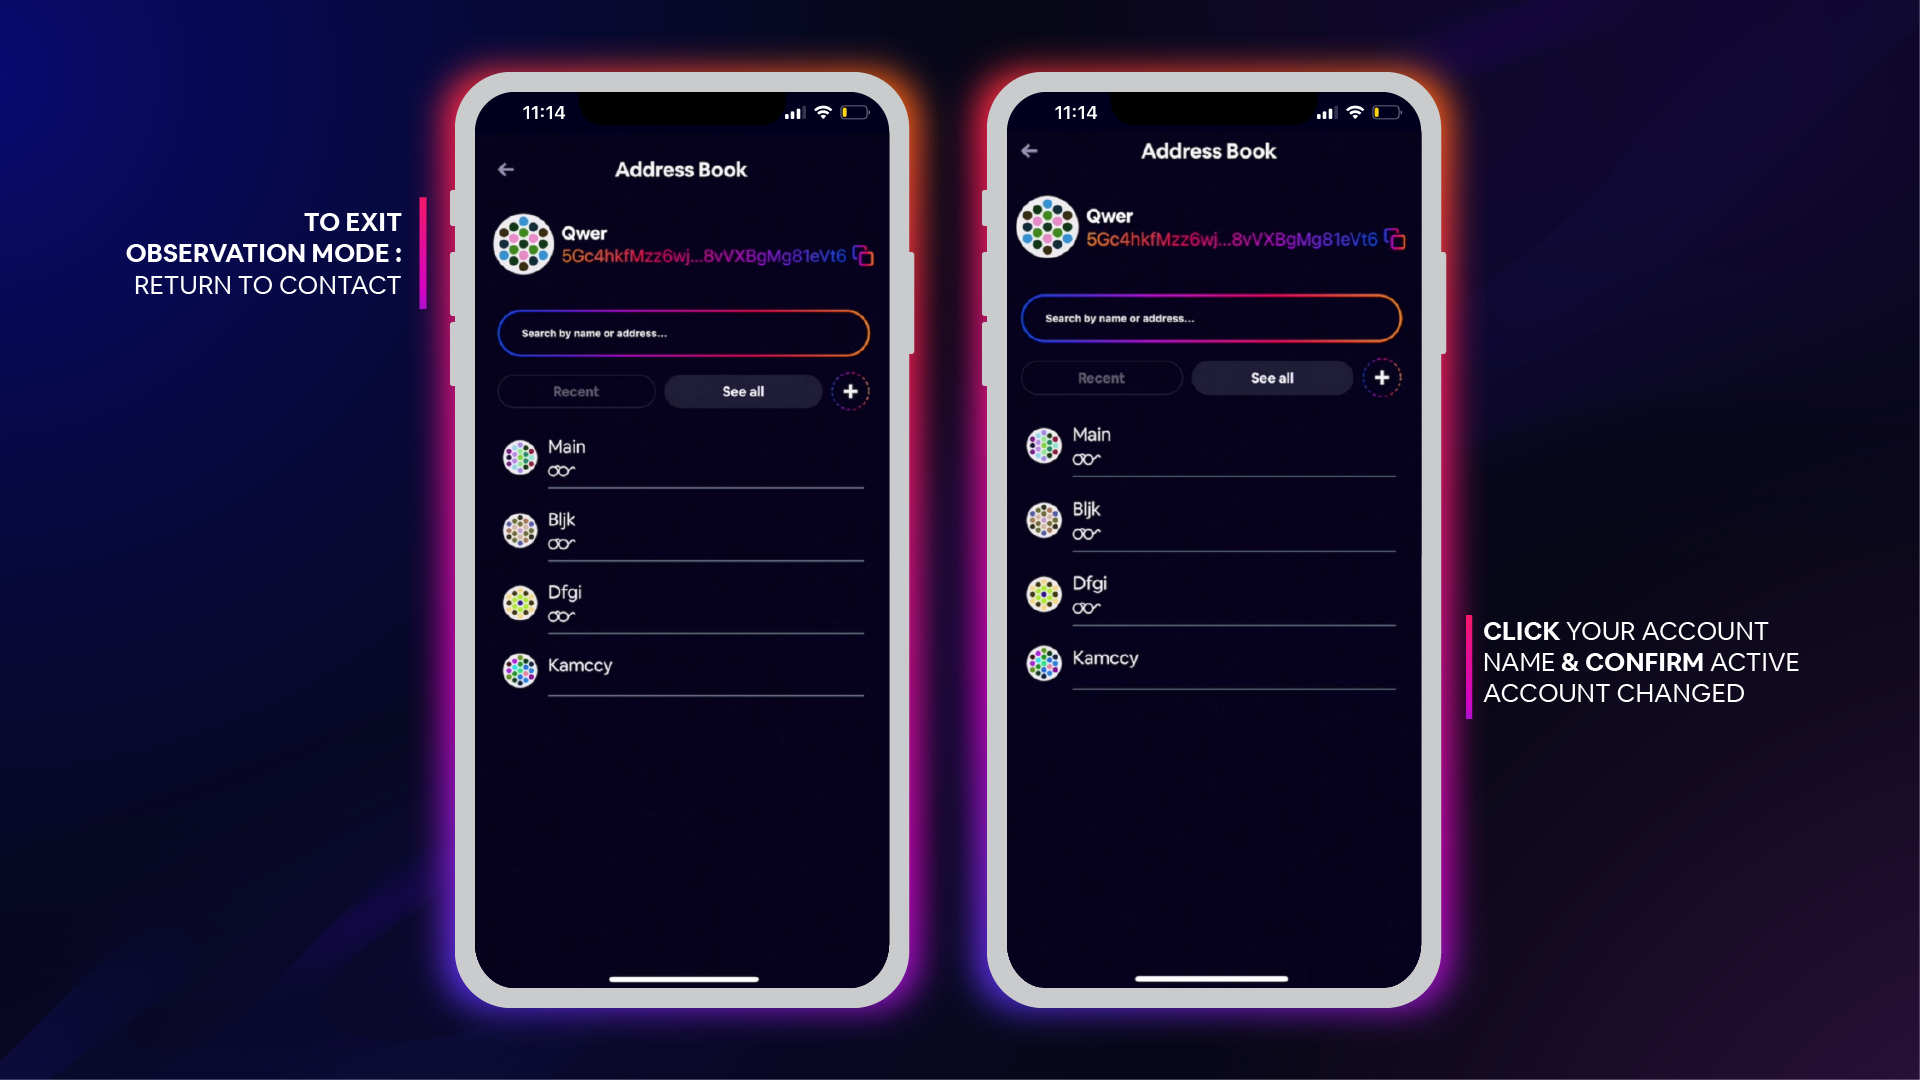 TO EXIT
OBSERVATION MODE :
RETURN TO CONTACT
11:14
Address Book
Qwer
5Gc4hkfMzz6wj...8vVXBgMg81eVt6
Search by name or address...
Recent
See all
Main
Bljk
Dfgi
Kamccy
11:14
Address Book
Qwer
5Gc4hkfMzz6wj...8vVXBgMg81eVt6
Search by name or address...
Recent
See all
Main
Bljk
Dfgi
Kamccy
CLICK YOUR ACCOUNT
NAME & CONFIRM ACTIVE
ACCOUNT CHANGED